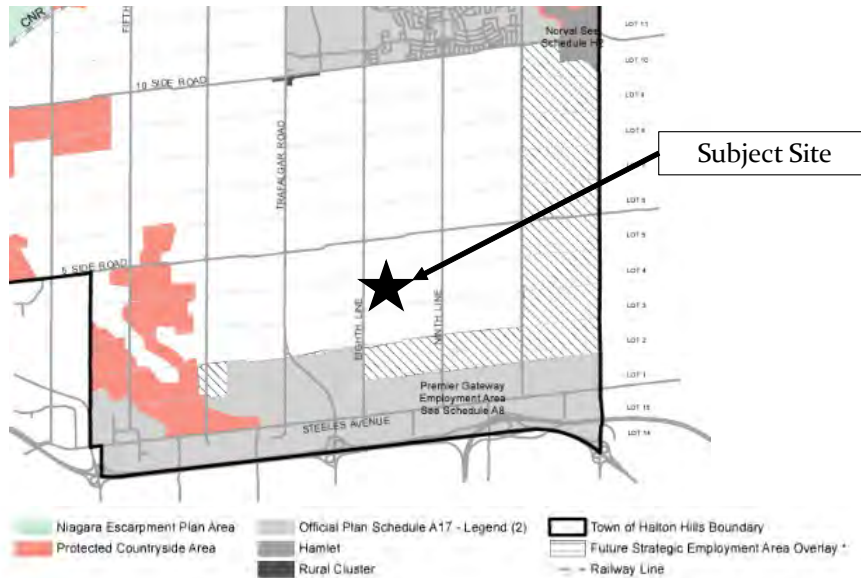 CNR
FIFTH
Norval See
Schedule H2
LOT 11
LOT 10
LOT 9
10 SIDE ROAD
Subject Site
TRAFALGAR ROAD
LOT 5
5 SIDE ROAD
LOT 4
LOT 3
EIGHTH LINE
NINTH LINE
LOT 2
LOT 1
Premier Gateway
Employment Area
See Schedule A8
STEELES AVENUE
LOT 15
LOT 14
Niagara Escarpment Plan Area
Protected Countryside Area
Official Plan Schedule A17 - Legend (2)
Hamlet
Rural Cluster
Town of Halton Hills Boundary
Future Strategic Employment Area Overlay *
Railway Line